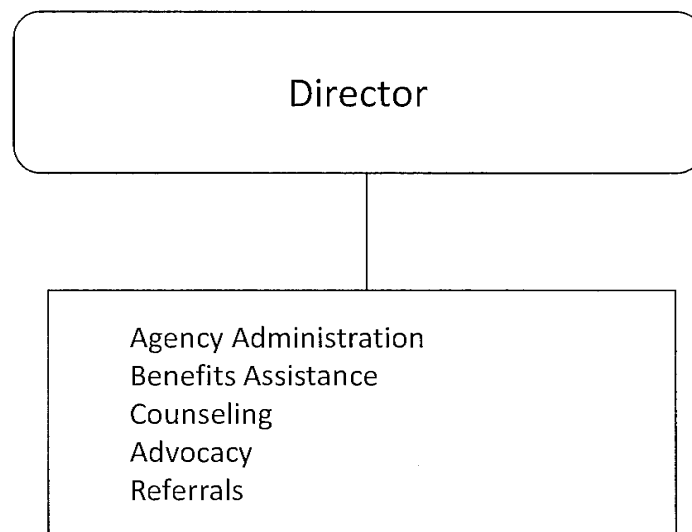 Director
Agency Administration
Benefits Assistance
Counseling
Advocacy
Referrals